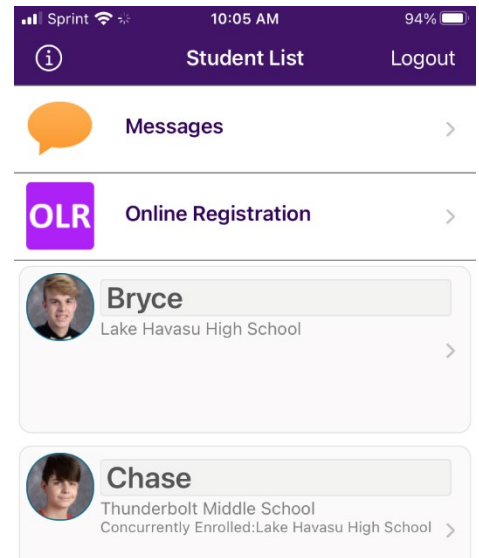 Sprint 10:05 AM 94%
Student List Logout
Messages
OLR Online Registration
Bryce
Lake Havasu High School
Chase
Thunderbolt Middle School
Concurrently Enrolled:Lake Havasu High School